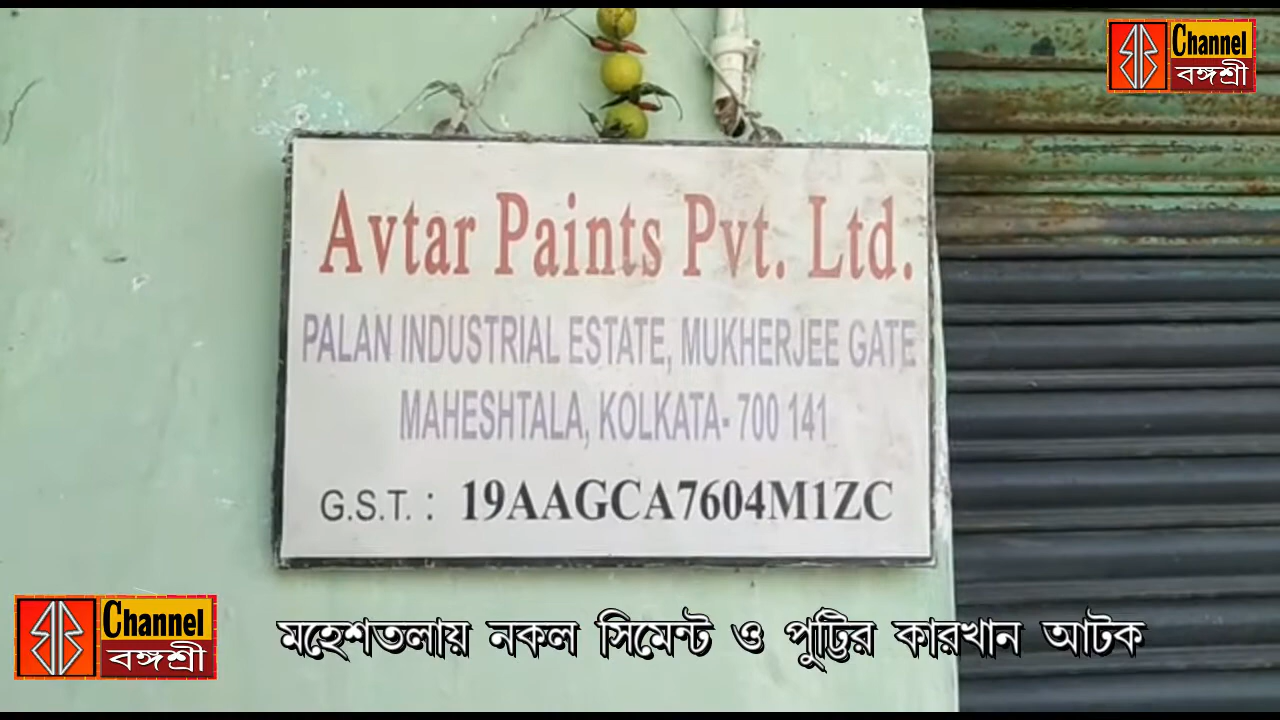 Channel
বঙ্গশ্রী
Avtar Paints Pvt. Ltd.
PALAN INDUSTRIAL ESTATE, MUKHERJEE GATE
MAHESHTALA, KOLKATA- 700 141
G.S.T. : 19AAGCA7604M1ZC
Channel
বঙ্গশ্রী
মহেশতলায় নকল সিমেন্ট ও পুট্টির কারখান আটক